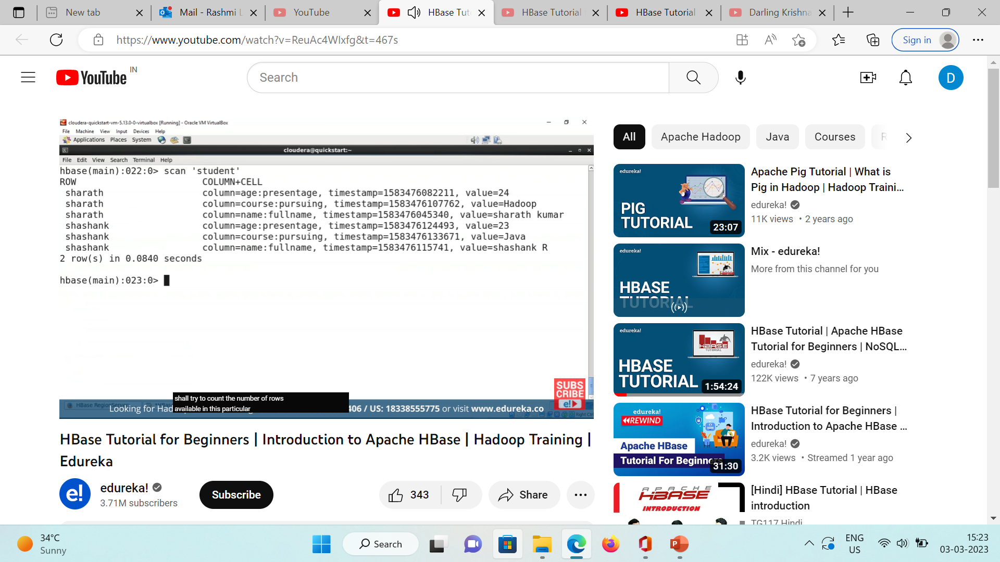 New tab
Mail - Rashmi L
YouTube
HBase Tut
HBase Tutorial
HBase Tutorial
Darling Krishna
https://www.youtube.com/watch?v=ReuAc4WIxfg&t=467s
Sign in
YouTube IN
Search
D
cloudera-quickstart-vm-5.13.0-0-virtualbox [Running] - Oracle VM VirtualBox
File Machine View Input Devices Help
Applications Places System
cloudera@quickstart:~
File Edit View Search Terminal Help
hbase(main):022:0> scan 'student'
ROW COLUMN+CELL
sharath column=age:presentage, timestamp=1583476082211, value=24
sharath column=course:pursuing, timestamp=1583476107762, value=Hadoop
sharath column=name:fullname, timestamp=1583476045340, value=sharath kumar
shashank column=age:presentage, timestamp=1583476124493, value=23
shashank column=course:pursuing, timestamp=1583476133671, value=Java
shashank column=name:fullname, timestamp=1583476115741, value=shashank R
2 row(s) in 0.0840 seconds
hbase(main):023:0>
SUBS
CRIBE
e!
shall try to count the number of rows
available in this particular
HBase RegionServer
Looking for Had 406 / US: 18338555775 or visit www.edureka.co
Right Ct
HBase Tutorial for Beginners | Introduction to Apache HBase | Hadoop Training |
Edureka
e!
edureka!
3.71M subscribers
Subscribe
343
Share
All
Apache Hadoop
Java
Courses
R
edureka!
PIG
TUTORIAL
23:07
Apache Pig Tutorial | What is
Pig in Hadoop | Hadoop Traini...
edureka!
11K views • 2 years ago
edureka!
HBASE
TUTORIAL
Mix - edureka!
More from this channel for you
edureka!
HBASE
TUTORIAL
HBASE
TUTORIAL
1:54:24
HBase Tutorial | Apache HBase
Tutorial for Beginners | NoSQL...
edureka!
122K views • 7 years ago
edureka!
REWIND
Apache HBase
Tutorial For Beginners
31:30
HBase Tutorial for Beginners |
Introduction to Apache HBase ...
edureka!
3.2K views • Streamed 1 year ago
APACHE
HBASE
INTRODUCTION
[Hindi] HBase Tutorial | HBase
introduction
TG117 Hindi
34°C
Sunny
Search
ENG
US
15:23
03-03-2023